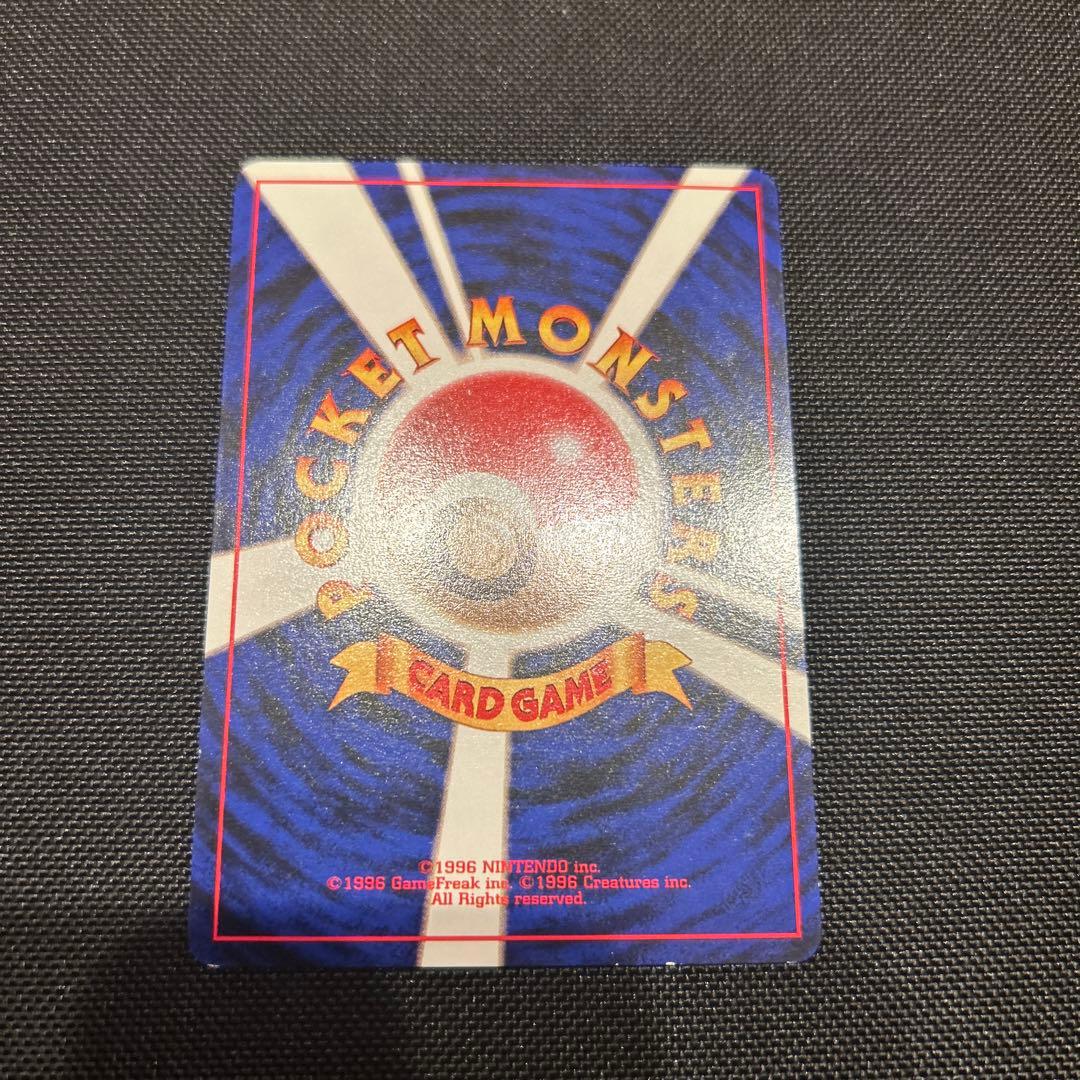 POCKET MONSTERS
CARD GAME
©1996 NINTENDO inc.
©1996 GameFreak inc. ©1996 Creatures inc.
All Rights reserved.